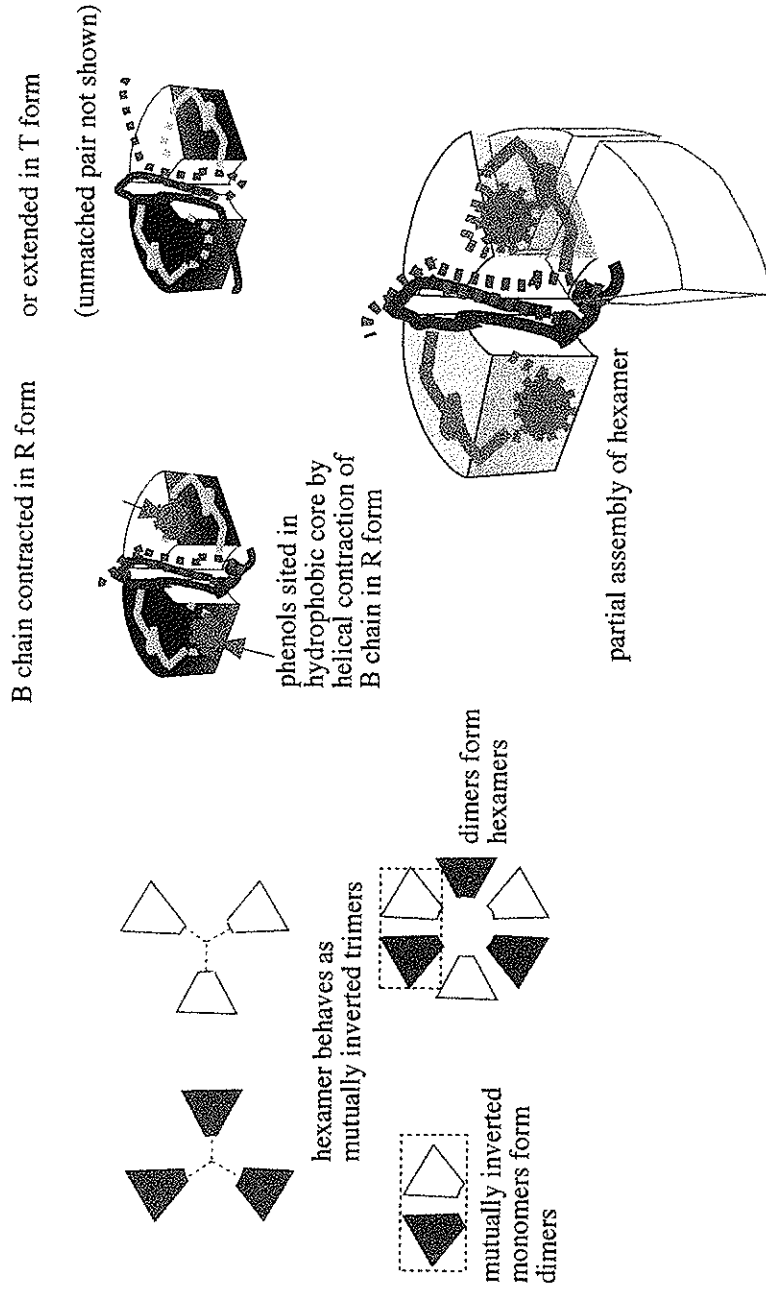 B chain contracted in R form
or extended in T form
(unmatched pair not shown)
phenols sited in
hydrophobic core by
helical contraction of
B chain in R form
hexamer behaves as
mutually inverted trimers
mutually inverted
monomers form
dimers
dimers form
hexamers
partial assembly of hexamer